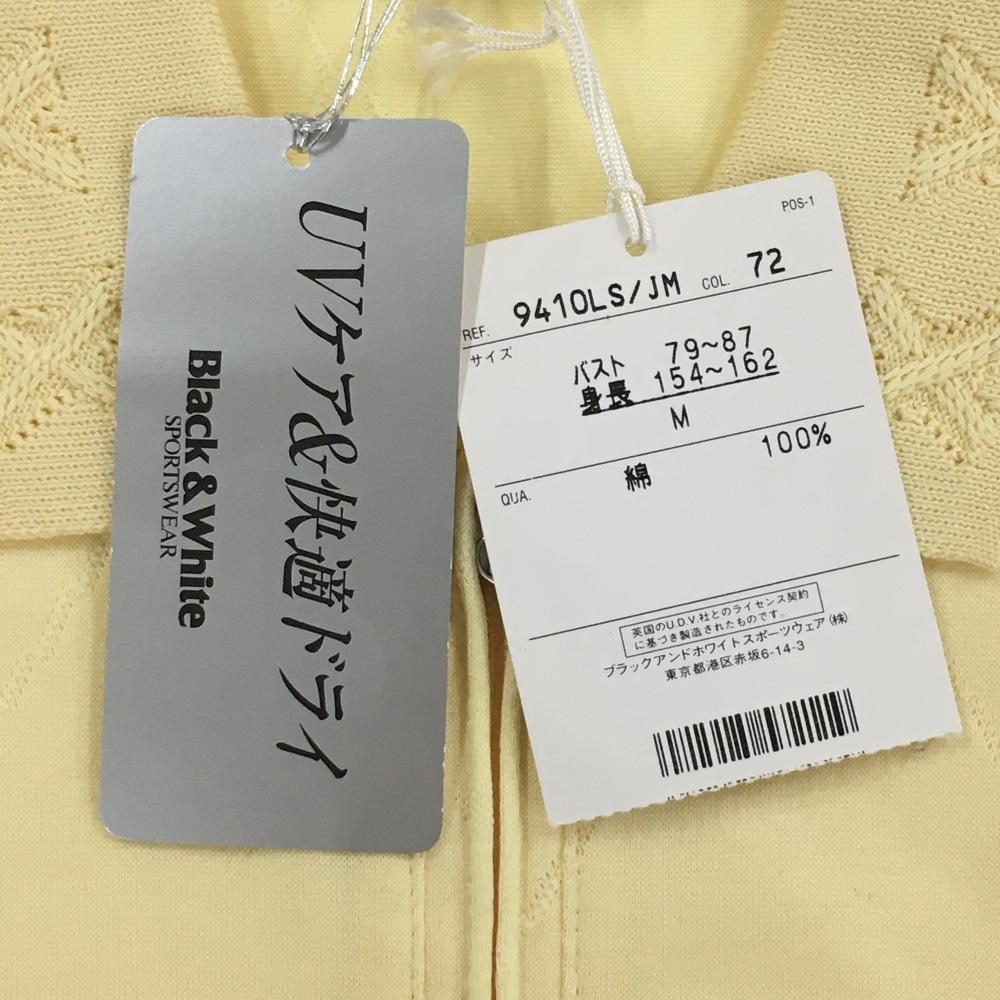 UVケア&快適ドライ
Black & White
SPORTSWEAR
POS-1
REF. 9410LS/JM COL. 72
サイズ
バスト 79~87
身長 154~162
M
QUA. 綿 100%
英国のU.D.V.社とのライセンス契約
に基づき製造されたものです。
ブラックアンドホワイトスポーツウェア(株)
東京都港区赤坂6-14-3